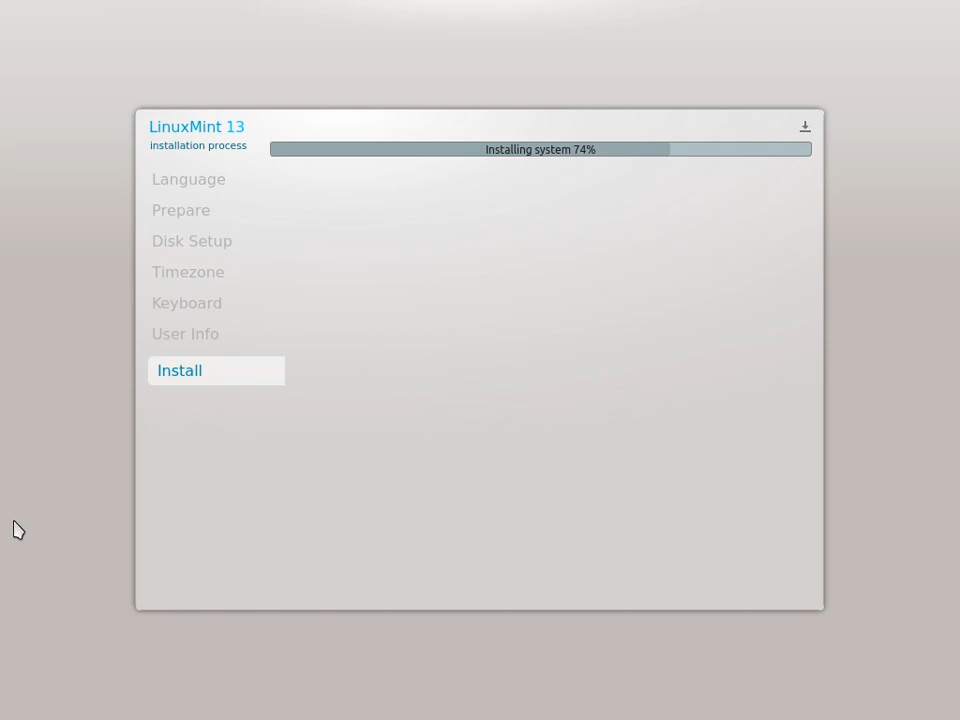 LinuxMint 13
installation process
Installing system 74%
Language
Prepare
Disk Setup
Timezone
Keyboard
User Info
Install